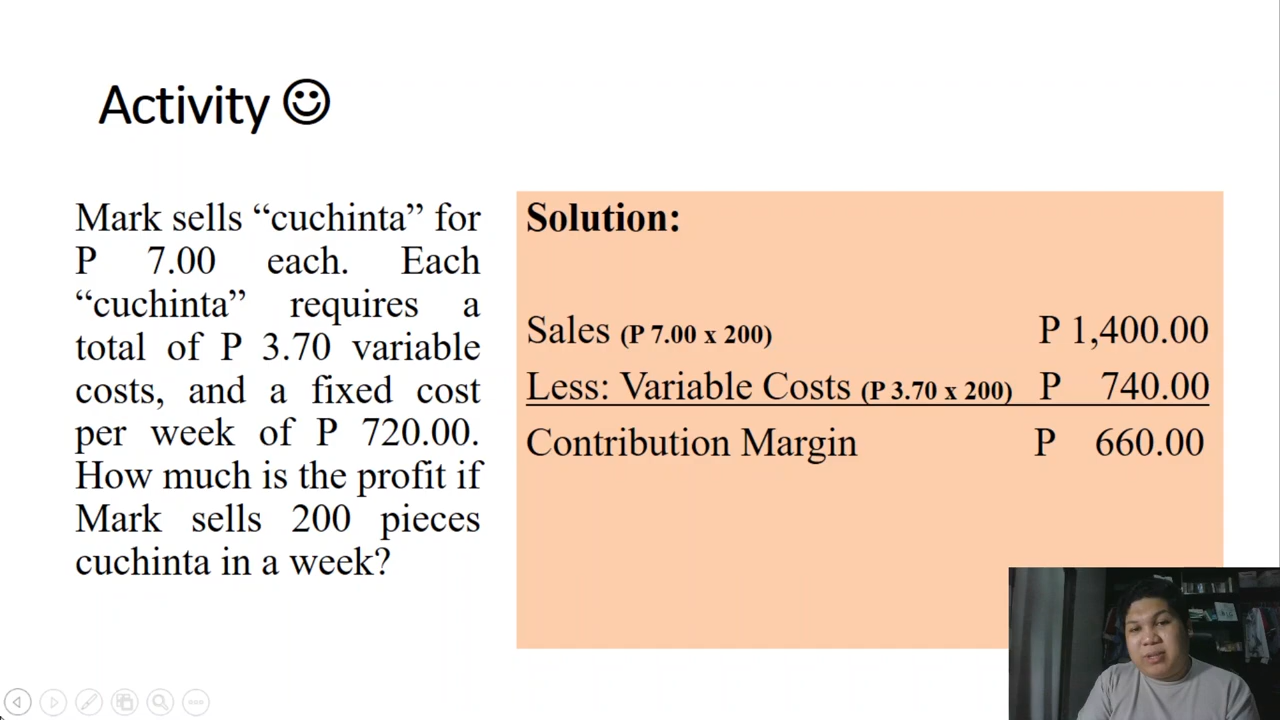 Activity ☺
Mark sells “cuchinta” for
P 7.00 each. Each
“cuchinta” requires a
total of P 3.70 variable
costs, and a fixed cost
per week of P 720.00.
How much is the profit if
Mark sells 200 pieces
cuchinta in a week?
Solution:
Sales (P 7.00 x 200) P 1,400.00
Less: Variable Costs (P 3.70 x 200) P 740.00
Contribution Margin P 660.00